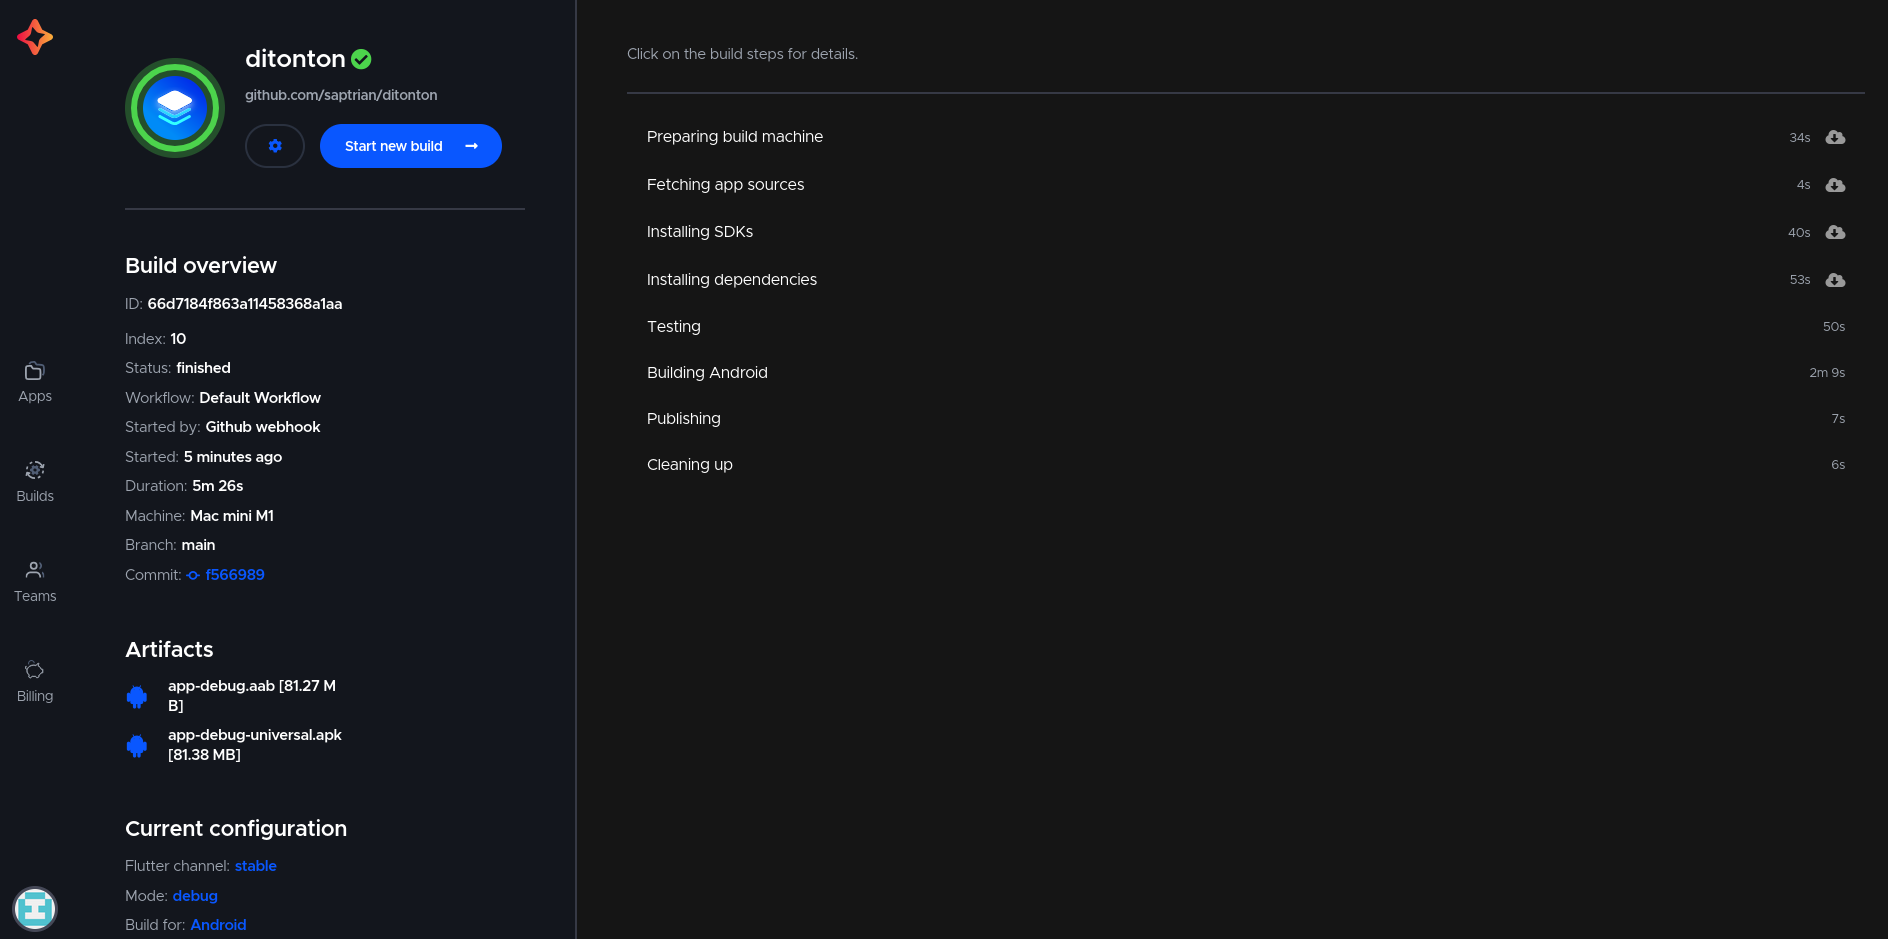 ditonton
github.com/saptrian/ditonton
Start new build
Build overview
ID: 66d7184f863a11458368a1aa
Index: 10
Status: finished
Workflow: Default Workflow
Started by: Github webhook
Started: 5 minutes ago
Duration: 5m 26s
Machine: Mac mini M1
Branch: main
Commit: f566989
Artifacts
app-debug.aab [81.27 M
B]
app-debug-universal.apk
[81.38 MB]
Current configuration
Flutter channel: stable
Mode: debug
Build for: Android
Apps
Builds
Teams
Billing
Click on the build steps for details.
Preparing build machine 34s
Fetching app sources 4s
Installing SDKs 40s
Installing dependencies 53s
Testing 50s
Building Android 2m 9s
Publishing 7s
Cleaning up 6s